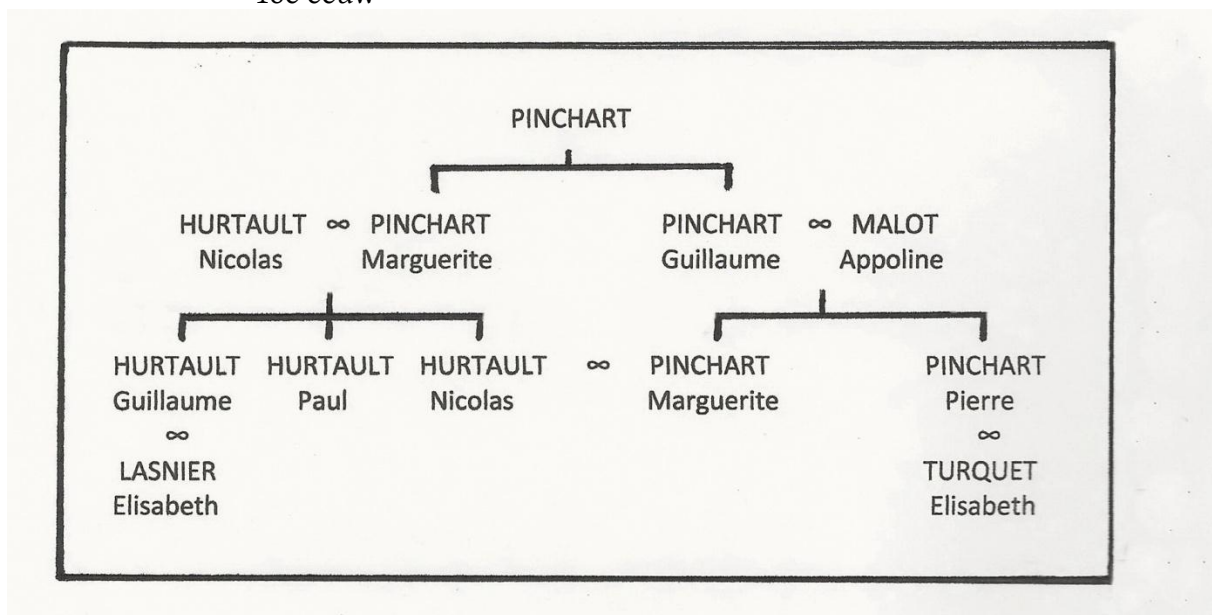 PINCHART
HURTAULT ∞ PINCHART PINCHART ∞ MALOT
Nicolas Marguerite Guillaume Appoline
HURTAULT HURTAULT HURTAULT ∞ PINCHART PINCHART
Guillaume Paul Nicolas Marguerite Pierre
∞ ∞
LASNIER TURQUET
Elisabeth Elisabeth